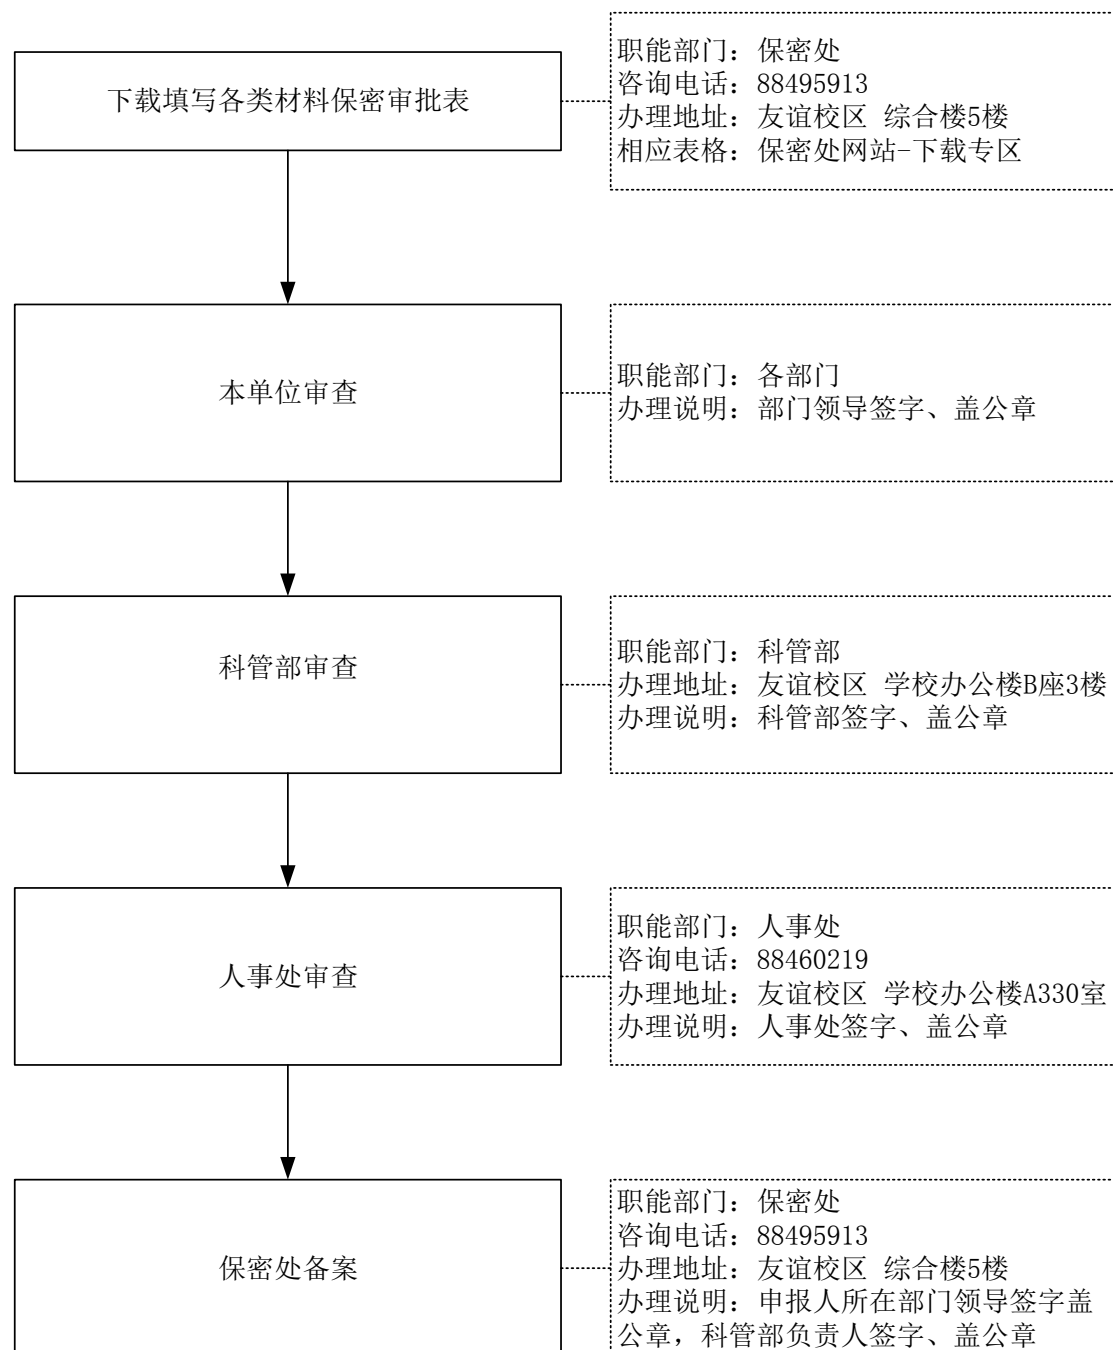 下载填写各类材料保密审批表
职能部门：保密处
咨询电话：88495913
办理地址：友谊校区 综合楼5楼
相应表格：保密处网站-下载专区
本单位审查
职能部门：各部门
办理说明：部门领导签字、盖公章
科管部审查
职能部门：科管部
办理地址：友谊校区 学校办公楼B座3楼
办理说明：科管部签字、盖公章
人事处审查
职能部门：人事处
咨询电话：88460219
办理地址：友谊校区 学校办公楼A330室
办理说明：人事处签字、盖公章
保密处备案
职能部门：保密处
咨询电话：88495913
办理地址：友谊校区 综合楼5楼
办理说明：申报人所在部门领导签字盖
公章，科管部负责人签字、盖公章